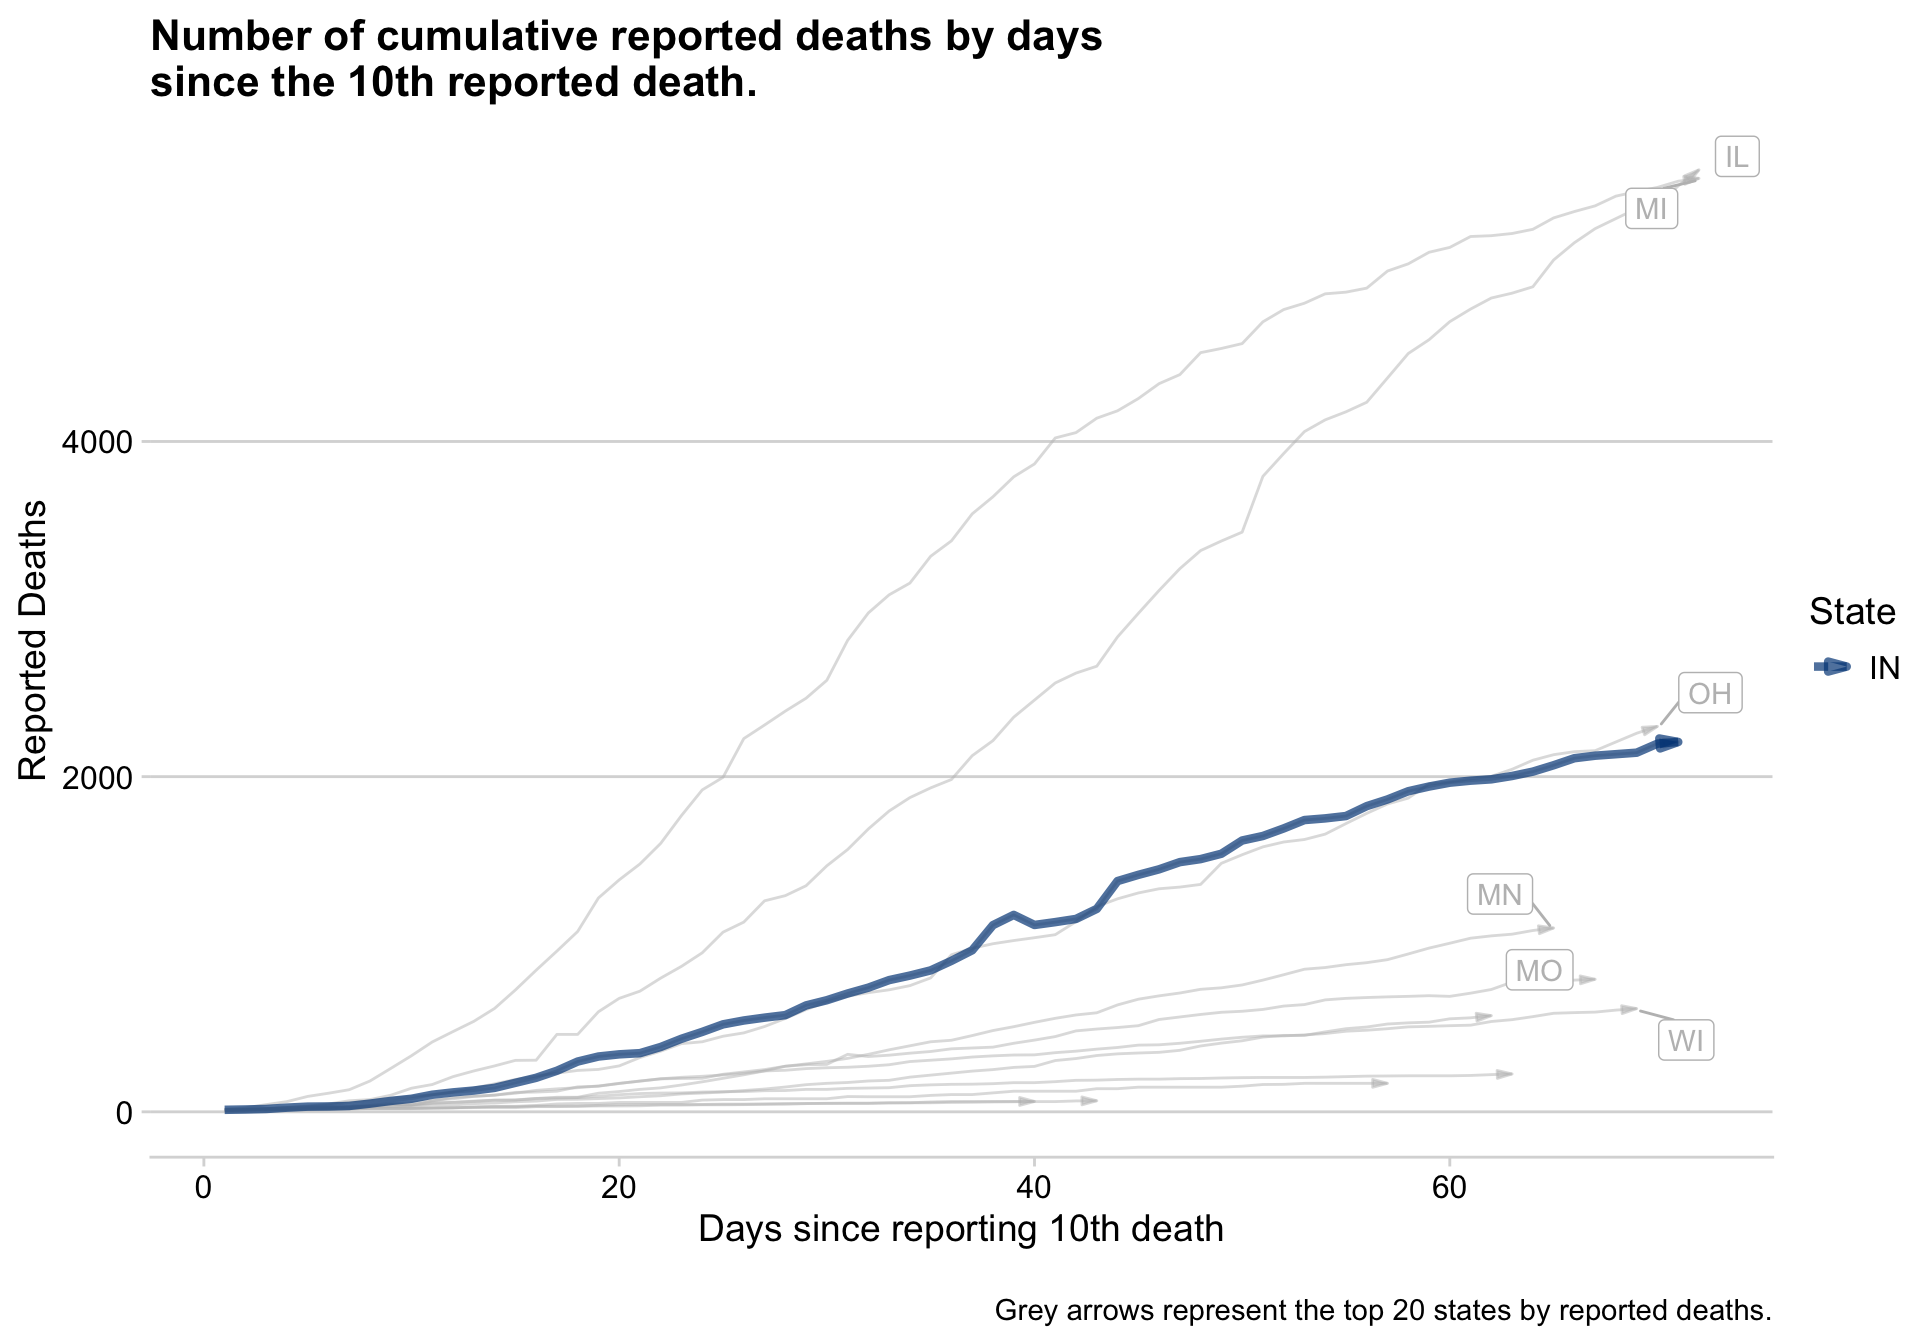 Number of cumulative reported deaths by days
since the 10th reported death.
IL
MI
4000
Reported Deaths
State
IN
OH
2000
MN
MO
WI
0
0 20 40 60
Days since reporting 10th death
Grey arrows represent the top 20 states by reported deaths.